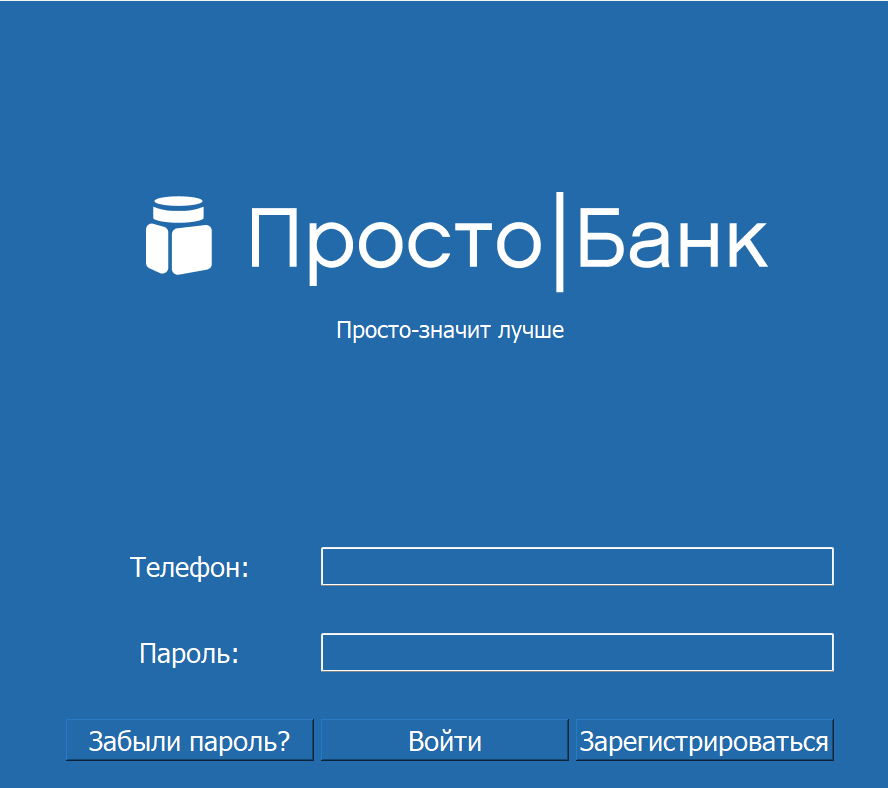 Просто|Банк
Просто-значит лучше
Телефон:
Пароль:
Забыли пароль? Войти Зарегистрироваться